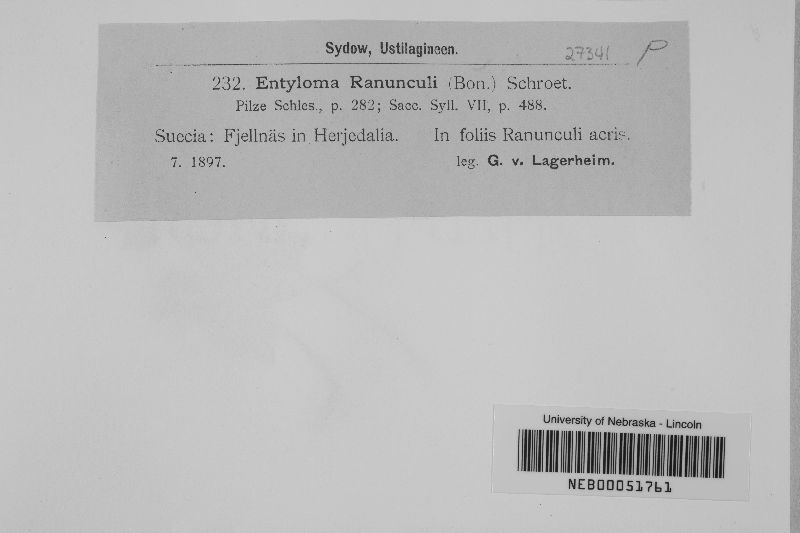 Sydow, Ustilagineen.
27341 P
232. Entyloma Ranunculi (Bon.) Schroet.
Pilze Schles., p. 282; Sacc. Syll. VII, p. 488.
Suecia: Fjellnäs in Herjedalia. In foliis Ranunculi acris.
7. 1897. leg. G. v. Lagerheim.
University of Nebraska - Lincoln
NEB00051761